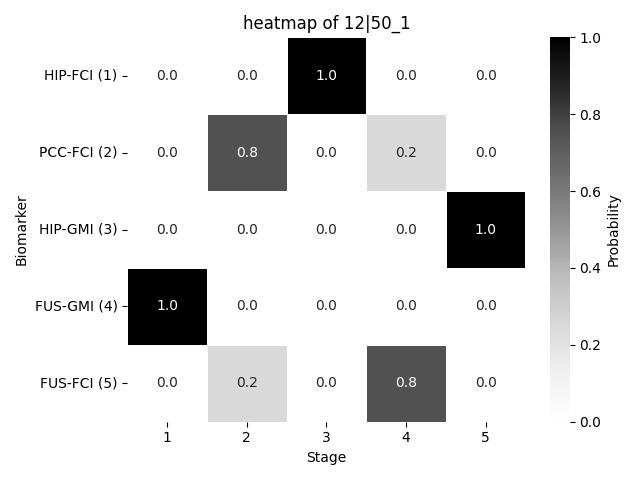 heatmap of 12|50_1
HIP-FCI (1)
0.0 0.0 1.0 0.0 0.0
PCC-FCI (2)
0.0 0.8 0.0 0.2 0.0
HIP-GMI (3)
0.0 0.0 0.0 0.0 1.0
FUS-GMI (4)
1.0 0.0 0.0 0.0 0.0
FUS-FCI (5)
0.0 0.2 0.0 0.8 0.0
1 2 3 4 5
Stage
Biomarker
1.0
0.8
0.6
0.4
0.2
0.0
Probability